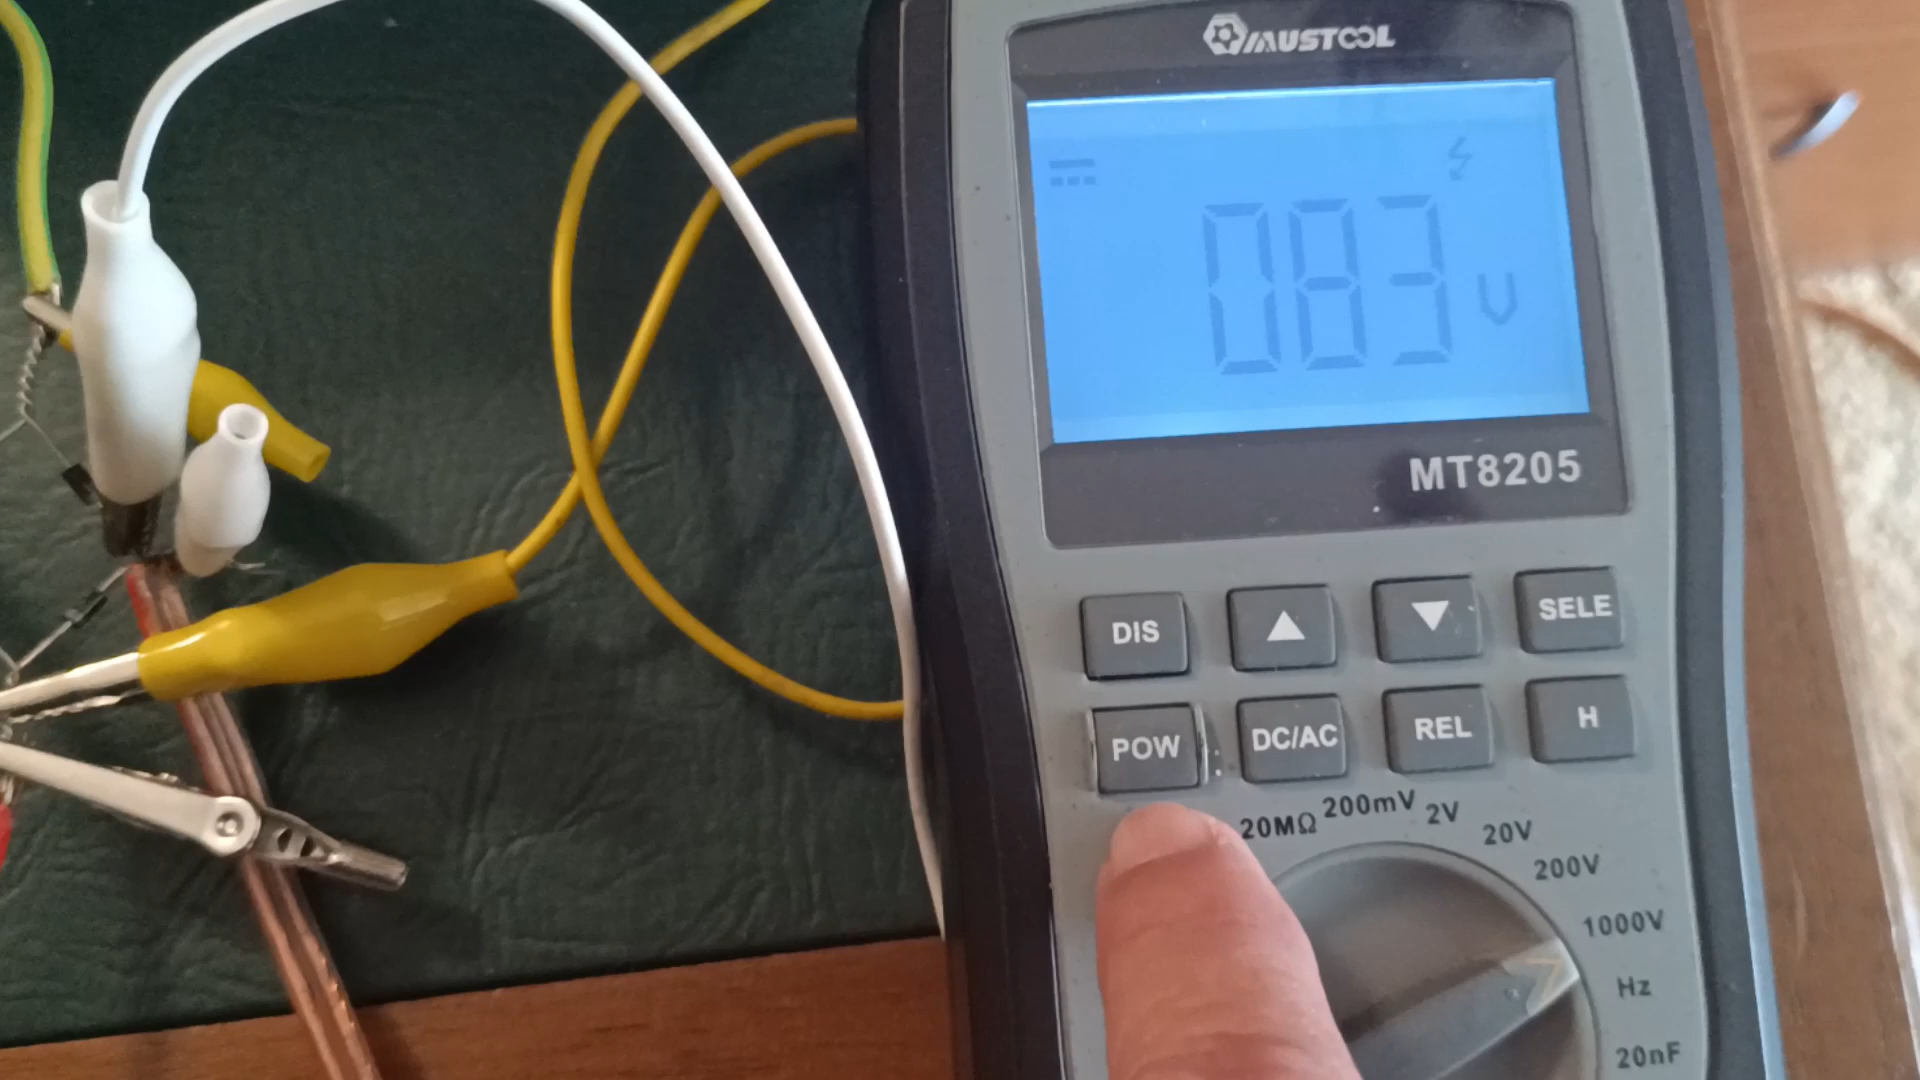 MUSTOOL
083 V
MT8205
DIS ▲ ▼ SELE
POW DC/AC REL H
20MΩ 200mV 2V
20V
200V
1000V
Hz
20nF